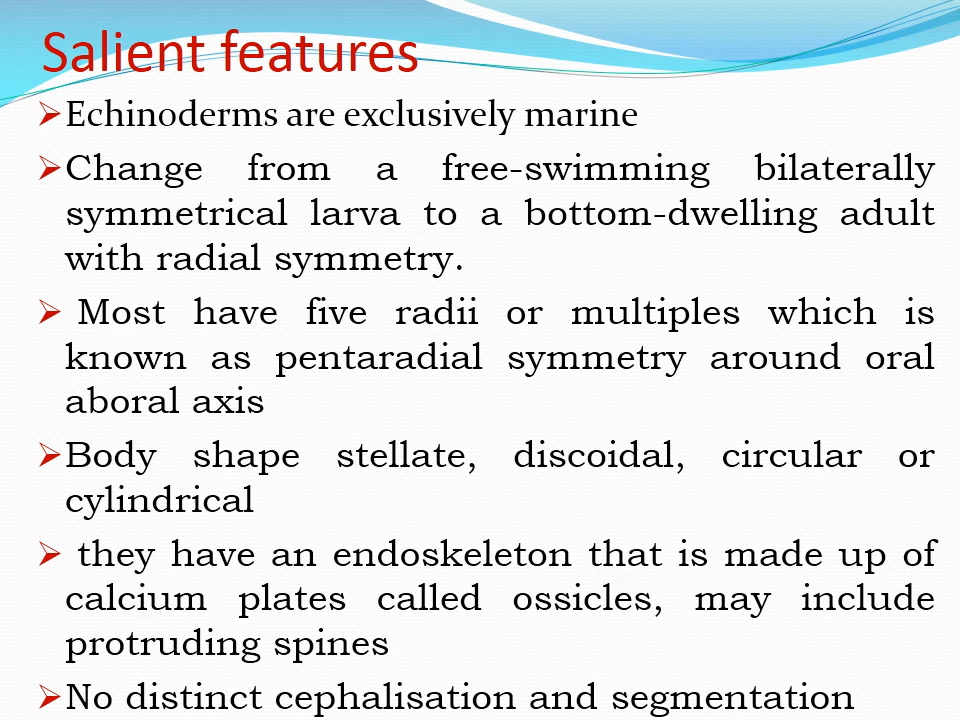 Salient features
➢Echinoderms are exclusively marine
➢Change from a free-swimming bilaterally
symmetrical larva to a bottom-dwelling adult
with radial symmetry.
➢ Most have five radii or multiples which is
known as pentaradial symmetry around oral
aboral axis
➢Body shape stellate, discoidal, circular or
cylindrical
➢ they have an endoskeleton that is made up of
calcium plates called ossicles, may include
protruding spines
➢No distinct cephalisation and segmentation